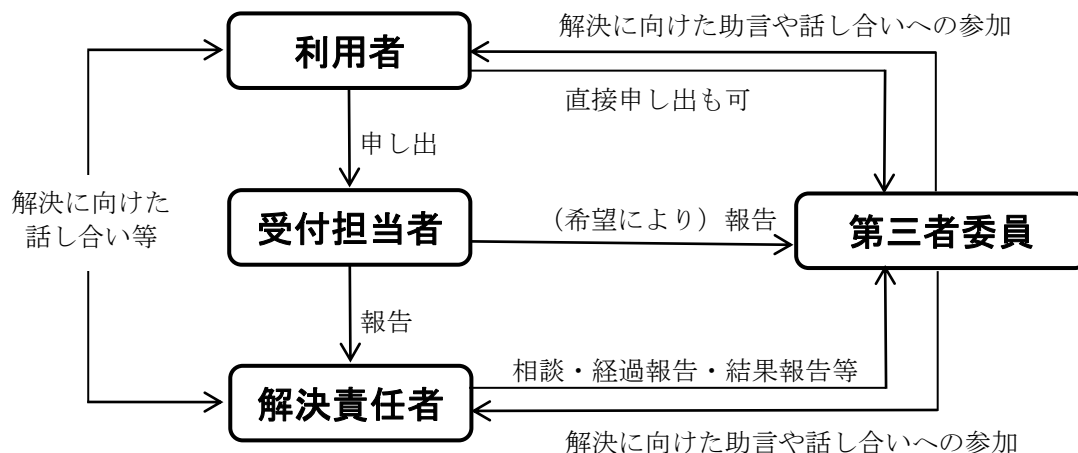 解決に向けた助言や話し合いへの参加
利用者
直接申し出も可
申し出
解決に向けた
話し合い等
受付担当者
（希望により）報告
第三者委員
報告
相談・経過報告・結果報告等
解決責任者
解決に向けた助言や話し合いへの参加